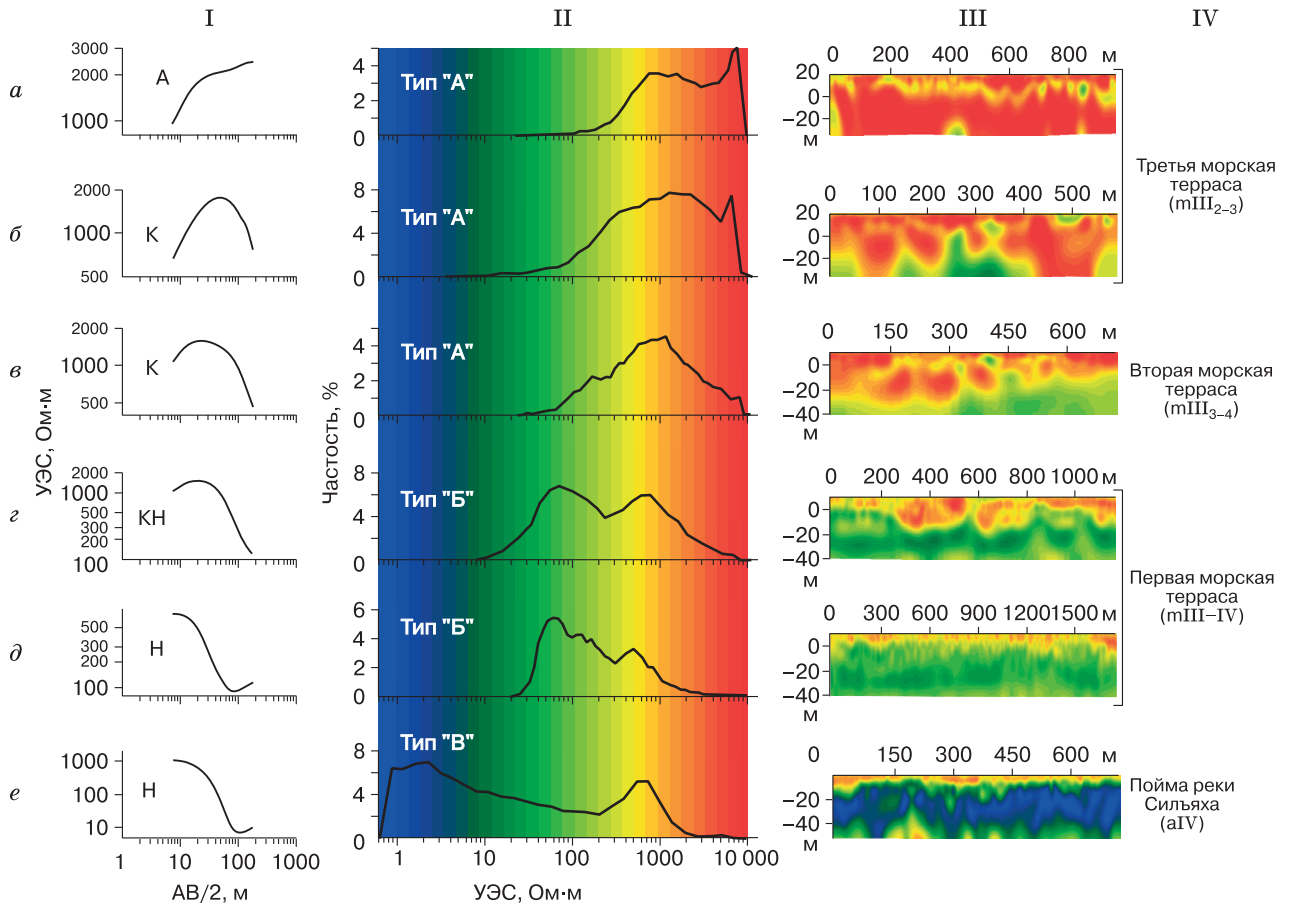 I II III IV
а
3000
2000
1000
А
4
2
0
Тип "А"
0 200 400 600 800 м
20
0
−20
м
б
2000
1000
500
К
8
4
0
Тип "А"
0 100 200 300 400 500 м
20
0
−20
м
Третья морская
терраса
(mIII2–3)
в
2000
1000
500
К
4
2
0
Тип "А"
0 150 300 450 600 м
0
−20
−40
м
Вторая морская
терраса
(mIII3–4)
УЭС, Ом·м
Частость, %
г
2000
1000
500
300
200
100
КН
8
4
0
Тип "Б"
0 200 400 600 800 1000 м
0
−20
−40
м
д
500
300
200
100
Н
6
4
2
0
Тип "Б"
0 300 600 900 1200 1500 м
0
−20
−40
м
Первая морская
терраса
(mIII–IV)
е
1000
100
10
Н
1 10 100 1000
АВ/2, м
8
4
0
Тип "В"
1 10 100 1000 10 000
УЭС, Ом·м
0 150 300 450 600 м
−20
−40
м
Пойма реки
Силъяха
(aIV)